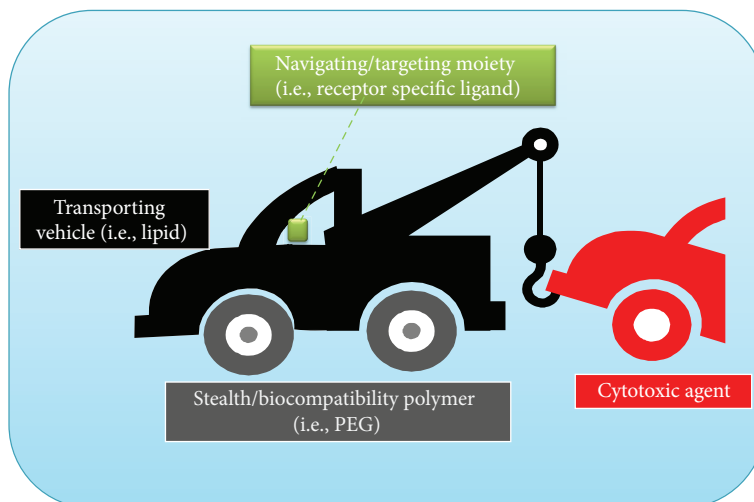 Navigating/targeting moiety
(i.e., receptor specific ligand)
Transporting
vehicle (i.e., lipid)
Stealth/biocompatibility polymer
(i.e., PEG)
Cytotoxic agent